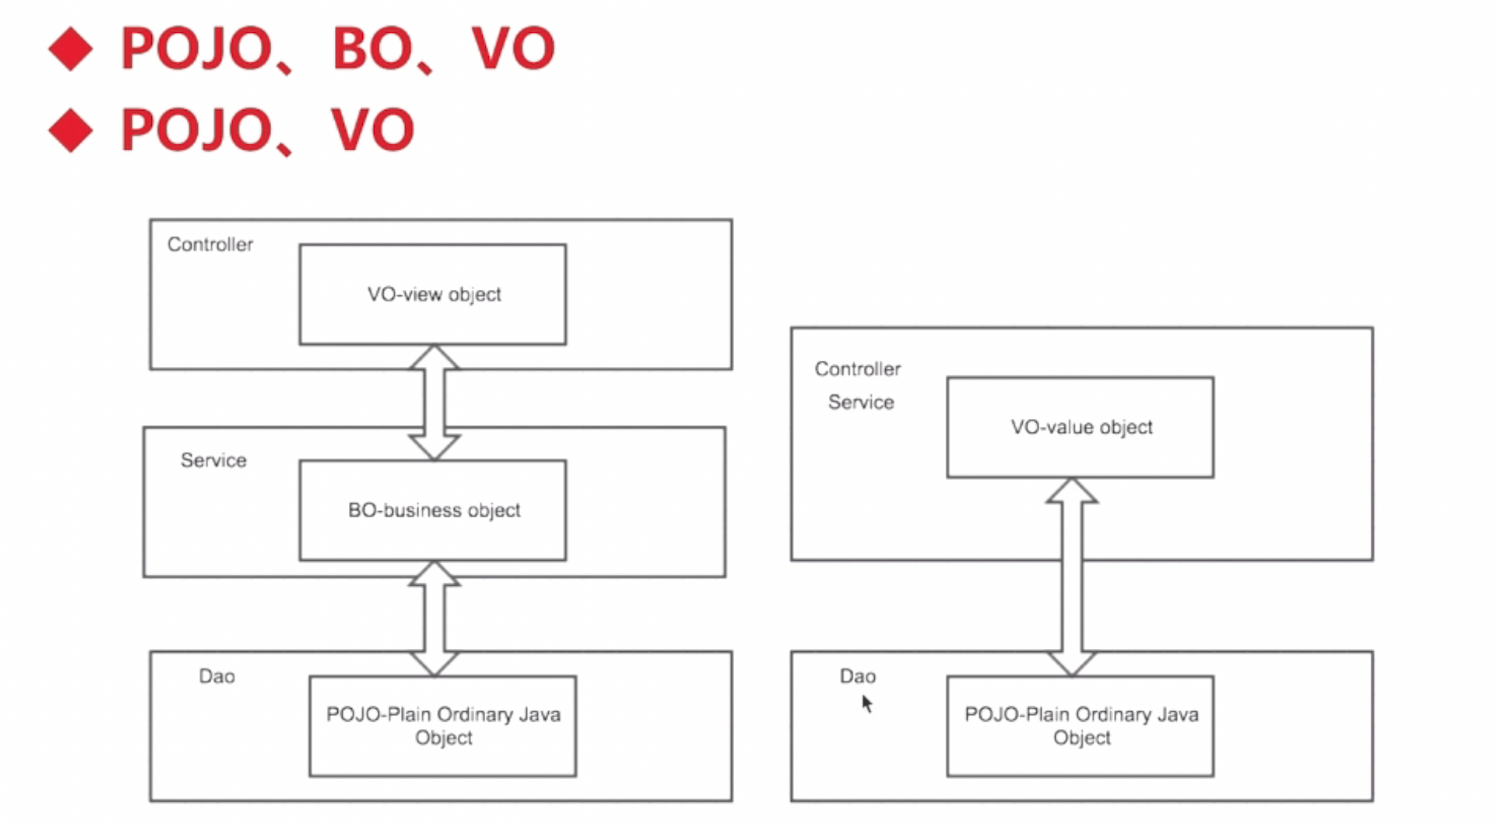 POJO、BO、VO
POJO、VO
Controller
VO-view object
Service
BO-business object
Dao
POJO-Plain Ordinary Java
Object
Controller
Service
VO-value object
Dao
POJO-Plain Ordinary Java
Object